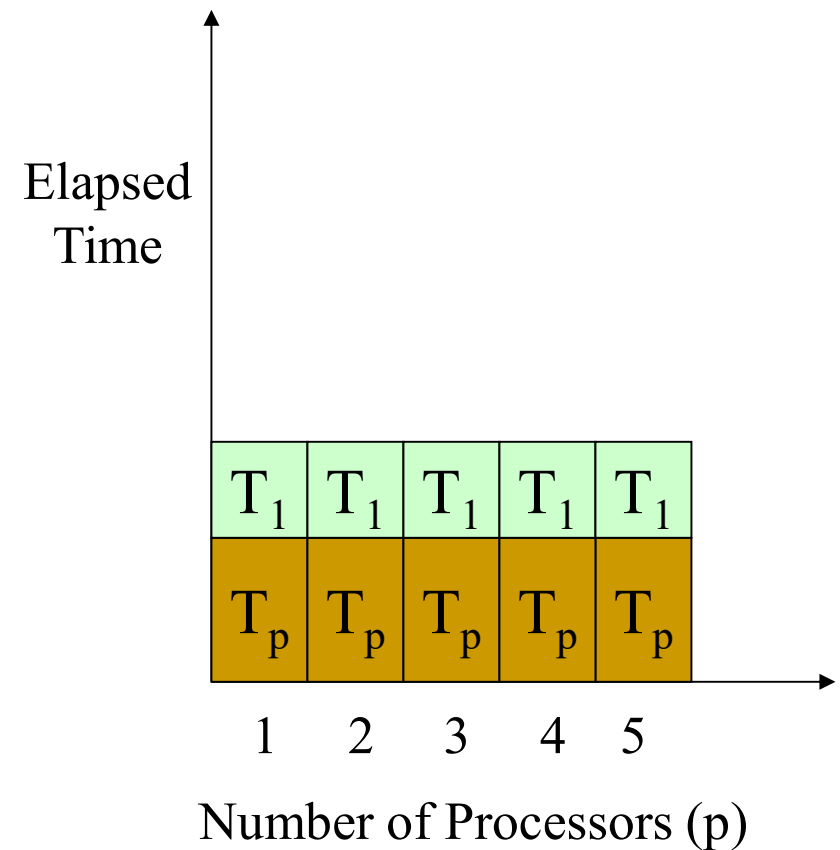 Elapsed
Time
T₁ T₁ T₁ T₁ T₁
Tₚ Tₚ Tₚ Tₚ Tₚ
1 2 3 4 5
Number of Processors (p)